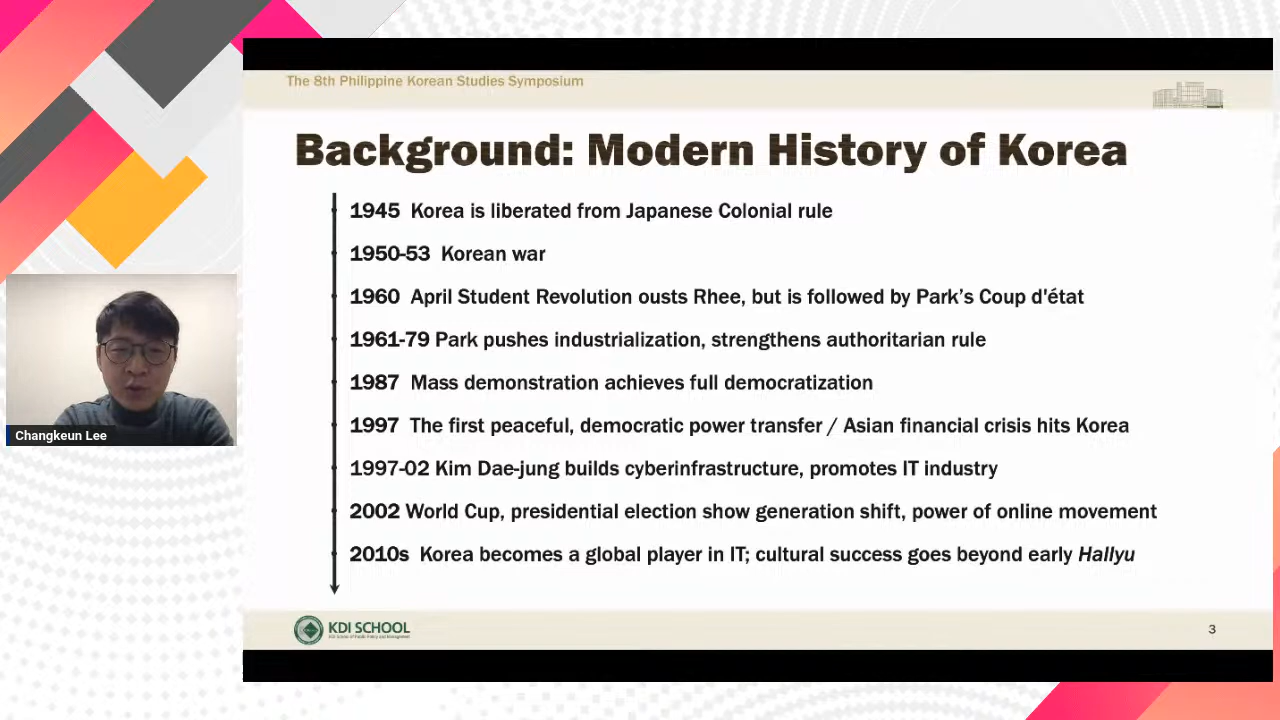 The 8th Philippine Korean Studies Symposium
Background: Modern History of Korea
1945 Korea is liberated from Japanese Colonial rule
1950-53 Korean war
1960 April Student Revolution ousts Rhee, but is followed by Park's Coup d'état
1961-79 Park pushes industrialization, strengthens authoritarian rule
1987 Mass demonstration achieves full democratization
1997 The first peaceful, democratic power transfer / Asian financial crisis hits Korea
1997-02 Kim Dae-jung builds cyberinfrastructure, promotes IT industry
2002 World Cup, presidential election show generation shift, power of online movement
2010s Korea becomes a global player in IT; cultural success goes beyond early Hallyu
Changkeun Lee
KDI SCHOOL
KDI School of Public Policy and Management
3